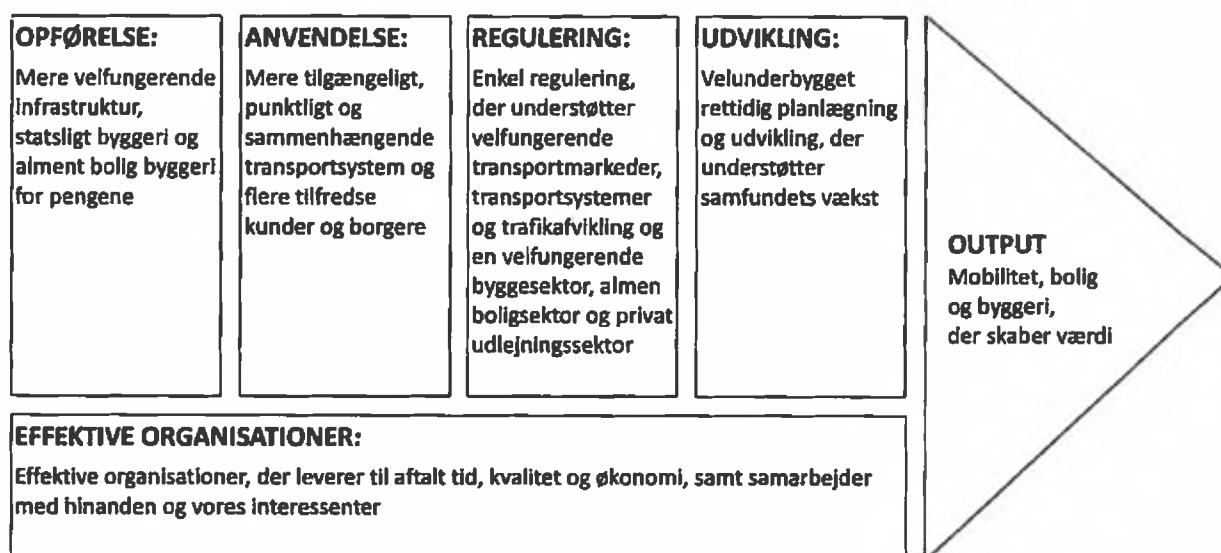 OPFØRELSE:
Mere velfungerende
infrastruktur,
statsligt byggeri og
alment bolig byggeri
for pengene
ANVENDELSE:
Mere tilgængeligt,
punktligt og
sammenhængende
transportsystem og
flere tilfredse
kunder og borgere
REGULERING:
Enkel regulering,
der understøtter
velfungerende
transportmarkeder,
transportsystemer
og trafikafvikling og
en velfungerende
byggesektor, almen
boligsektor og privat
udlejningssektor
UDVIKLING:
Velunderbygget
rettidig planlægning
og udvikling, der
understøtter
samfundets vækst
OUTPUT
Mobilitet, bolig
og byggeri,
der skaber værdi
EFFEKTIVE ORGANISATIONER:
Effektive organisationer, der leverer til aftalt tid, kvalitet og økonomi, samt samarbejder
med hinanden og vores interessenter